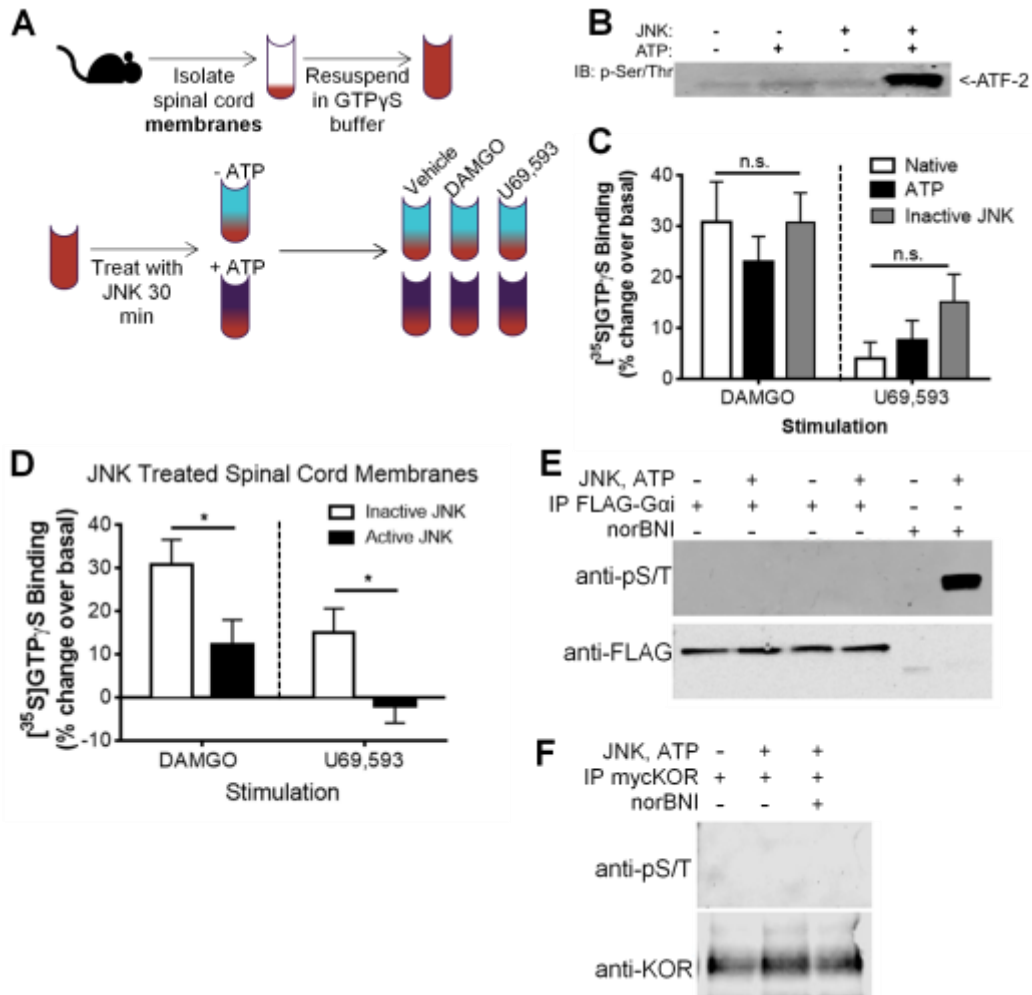 A
Isolate
spinal cord
membranes
Resuspend
in GTPγS
buffer
Treat with
JNK 30
min
- ATP
+ ATP
Vehicle
DAMGO
U69,593
B
JNK: - - + +
ATP: - + - +
IB: p-Ser/Thr
<-ATF-2
C
[³⁵S]GTPγS Binding
(% change over basal)
40
30
20
10
0
n.s.
n.s.
Native
ATP
Inactive JNK
DAMGO
U69,593
Stimulation
D
JNK Treated Spinal Cord Membranes
[³⁵S]GTPγS Binding
(% change over basal)
40
30
20
10
0
-10
*
*
Inactive JNK
Active JNK
DAMGO
U69,593
Stimulation
E
JNK, ATP - + - + - +
IP FLAG-Gαi + + + + - -
norBNI - - - - + +
anti-pS/T
anti-FLAG
F
JNK, ATP - + +
IP mycKOR + + +
norBNI - - +
anti-pS/T
anti-KOR